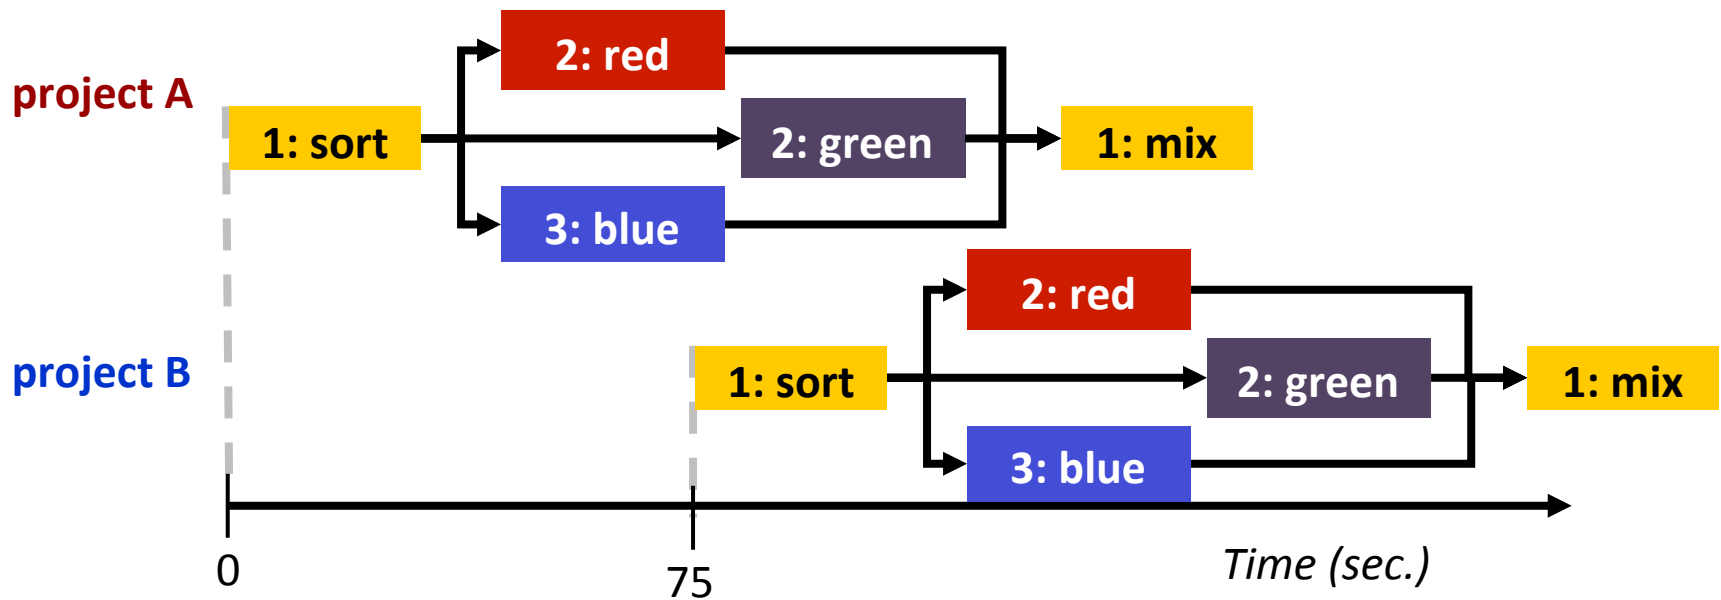 project A
1: sort
2: red
2: green
3: blue
1: mix
project B
1: sort
2: red
2: green
3: blue
1: mix
0
75
Time (sec.)